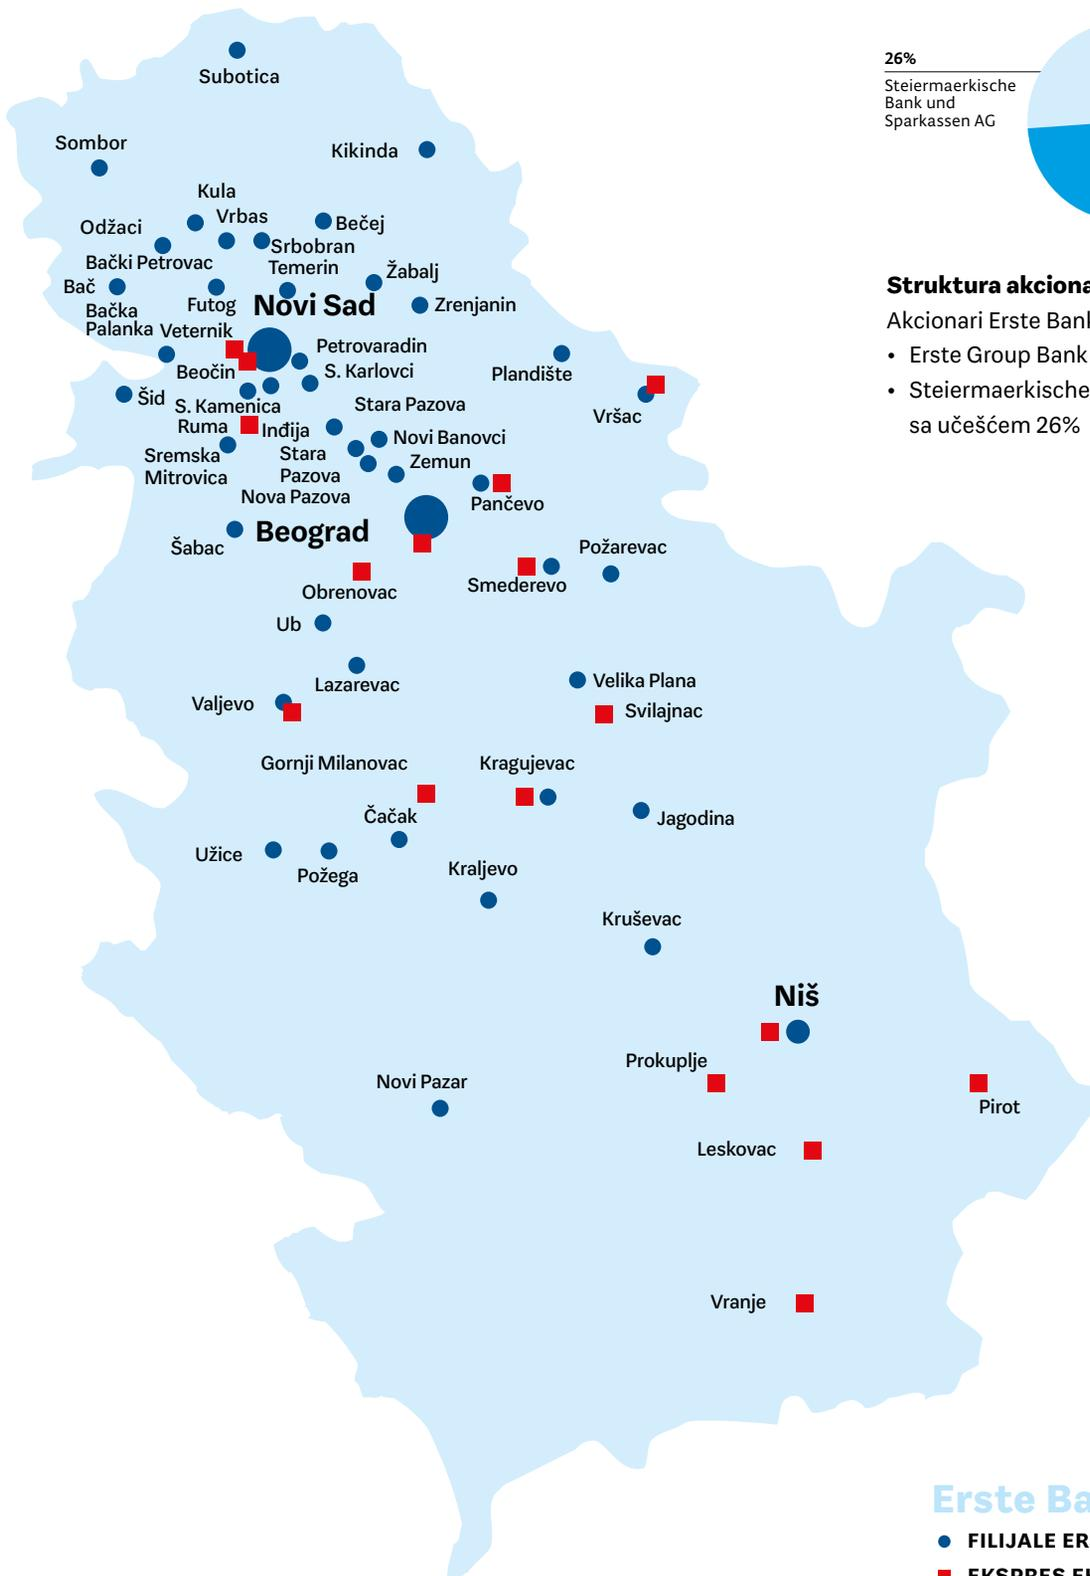 Subotica
Sombor
Kikinda
Kula
Odžaci
Vrbas
Bečej
Srbobran
Bački Petrovac
Temerin
Žabalj
Bač
Futog
Novi Sad
Zrenjanin
Bačka
Palanka
Veternik
Petrovaradin
Beočin
S. Karlovci
Plandište
Šid
S. Kamenica
Stara Pazova
Vršac
Ruma
Inđija
Novi Banovci
Sremska
Mitrovica
Stara
Pazova
Zemun
Nova Pazova
Pančevo
Šabac
Beograd
Požarevac
Obrenovac
Smederevo
Ub
Lazarevac
Velika Plana
Valjevo
Svilajnac
Gornji Milanovac
Kragujevac
Čačak
Jagodina
Užice
Požega
Kraljevo
Kruševac
Niš
Prokuplje
Novi Pazar
Pirot
Leskovac
Vranje
26%
Steiermaerkische
Bank und
Sparkassen AG
Struktura akciona
Akcionari Erste Bank
• Erste Group Bank
• Steiermaerkische
sa učešćem 26%
Erste Ba
FILIJALE ER
EKSPRES FI